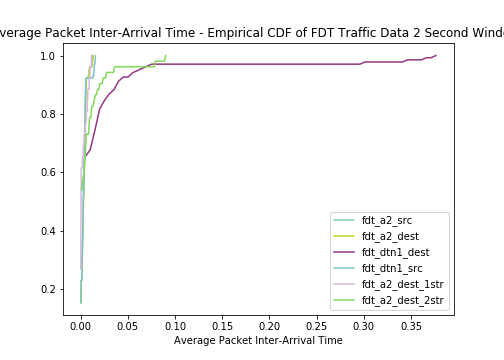 verage Packet Inter-Arrival Time - Empirical CDF of FDT Traffic Data 2 Second Windo
1.0
0.8
0.6
0.4
0.2
fdt_a2_src
fdt_a2_dest
fdt_dtn1_dest
fdt_dtn1_src
fdt_a2_dest_1str
fdt_a2_dest_2str
0.00 0.05 0.10 0.15 0.20 0.25 0.30 0.35
Average Packet Inter-Arrival Time